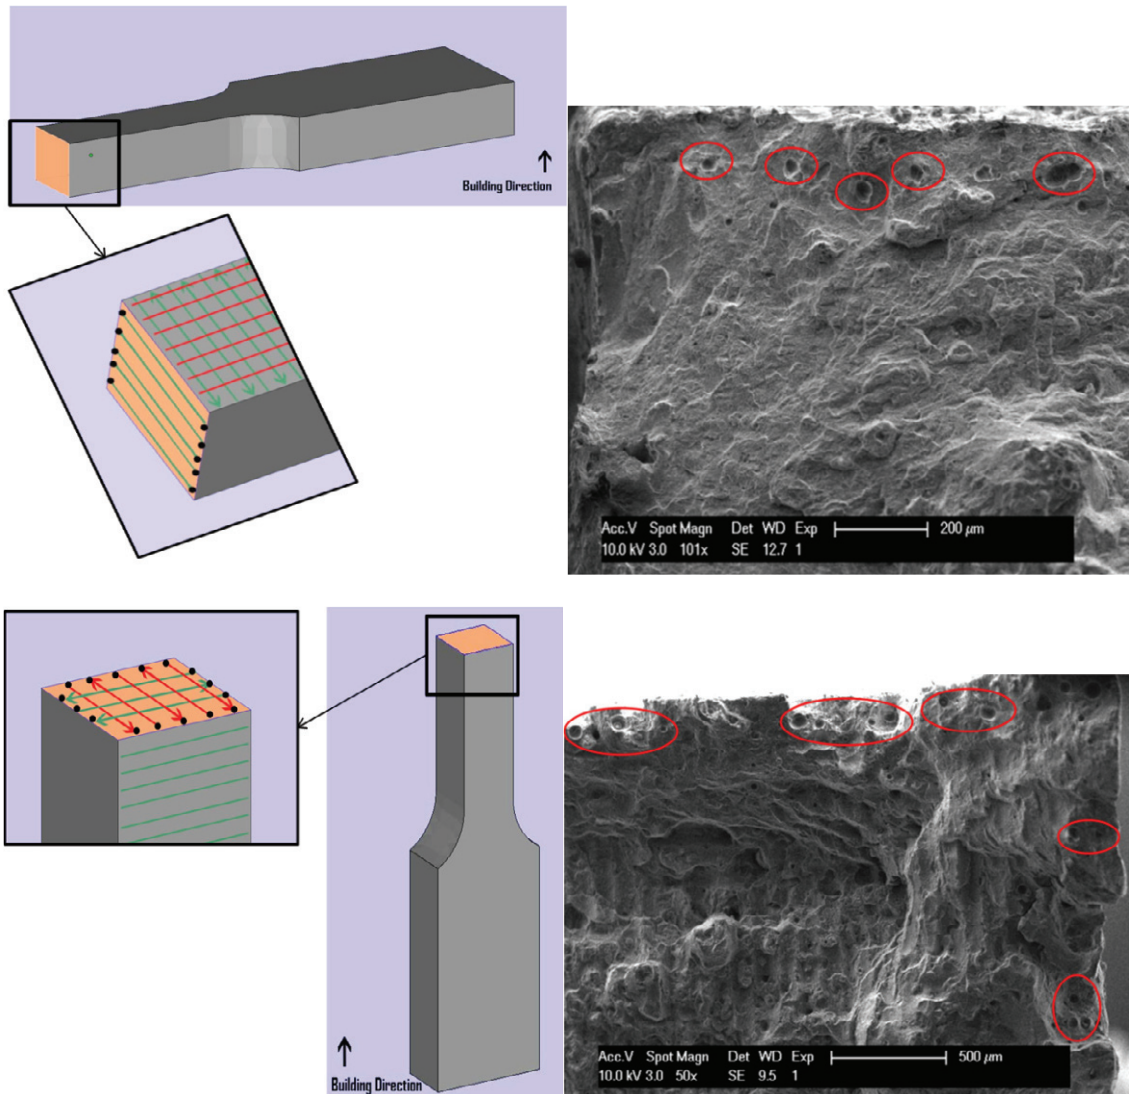 Building Direction
Acc.V Spot Magn Det WD Exp 200 µm
10.0 kV 3.0 101x SE 12.7 1
Building Direction
Acc.V Spot Magn Det WD Exp 500 µm
10.0 kV 3.0 50x SE 9.5 1